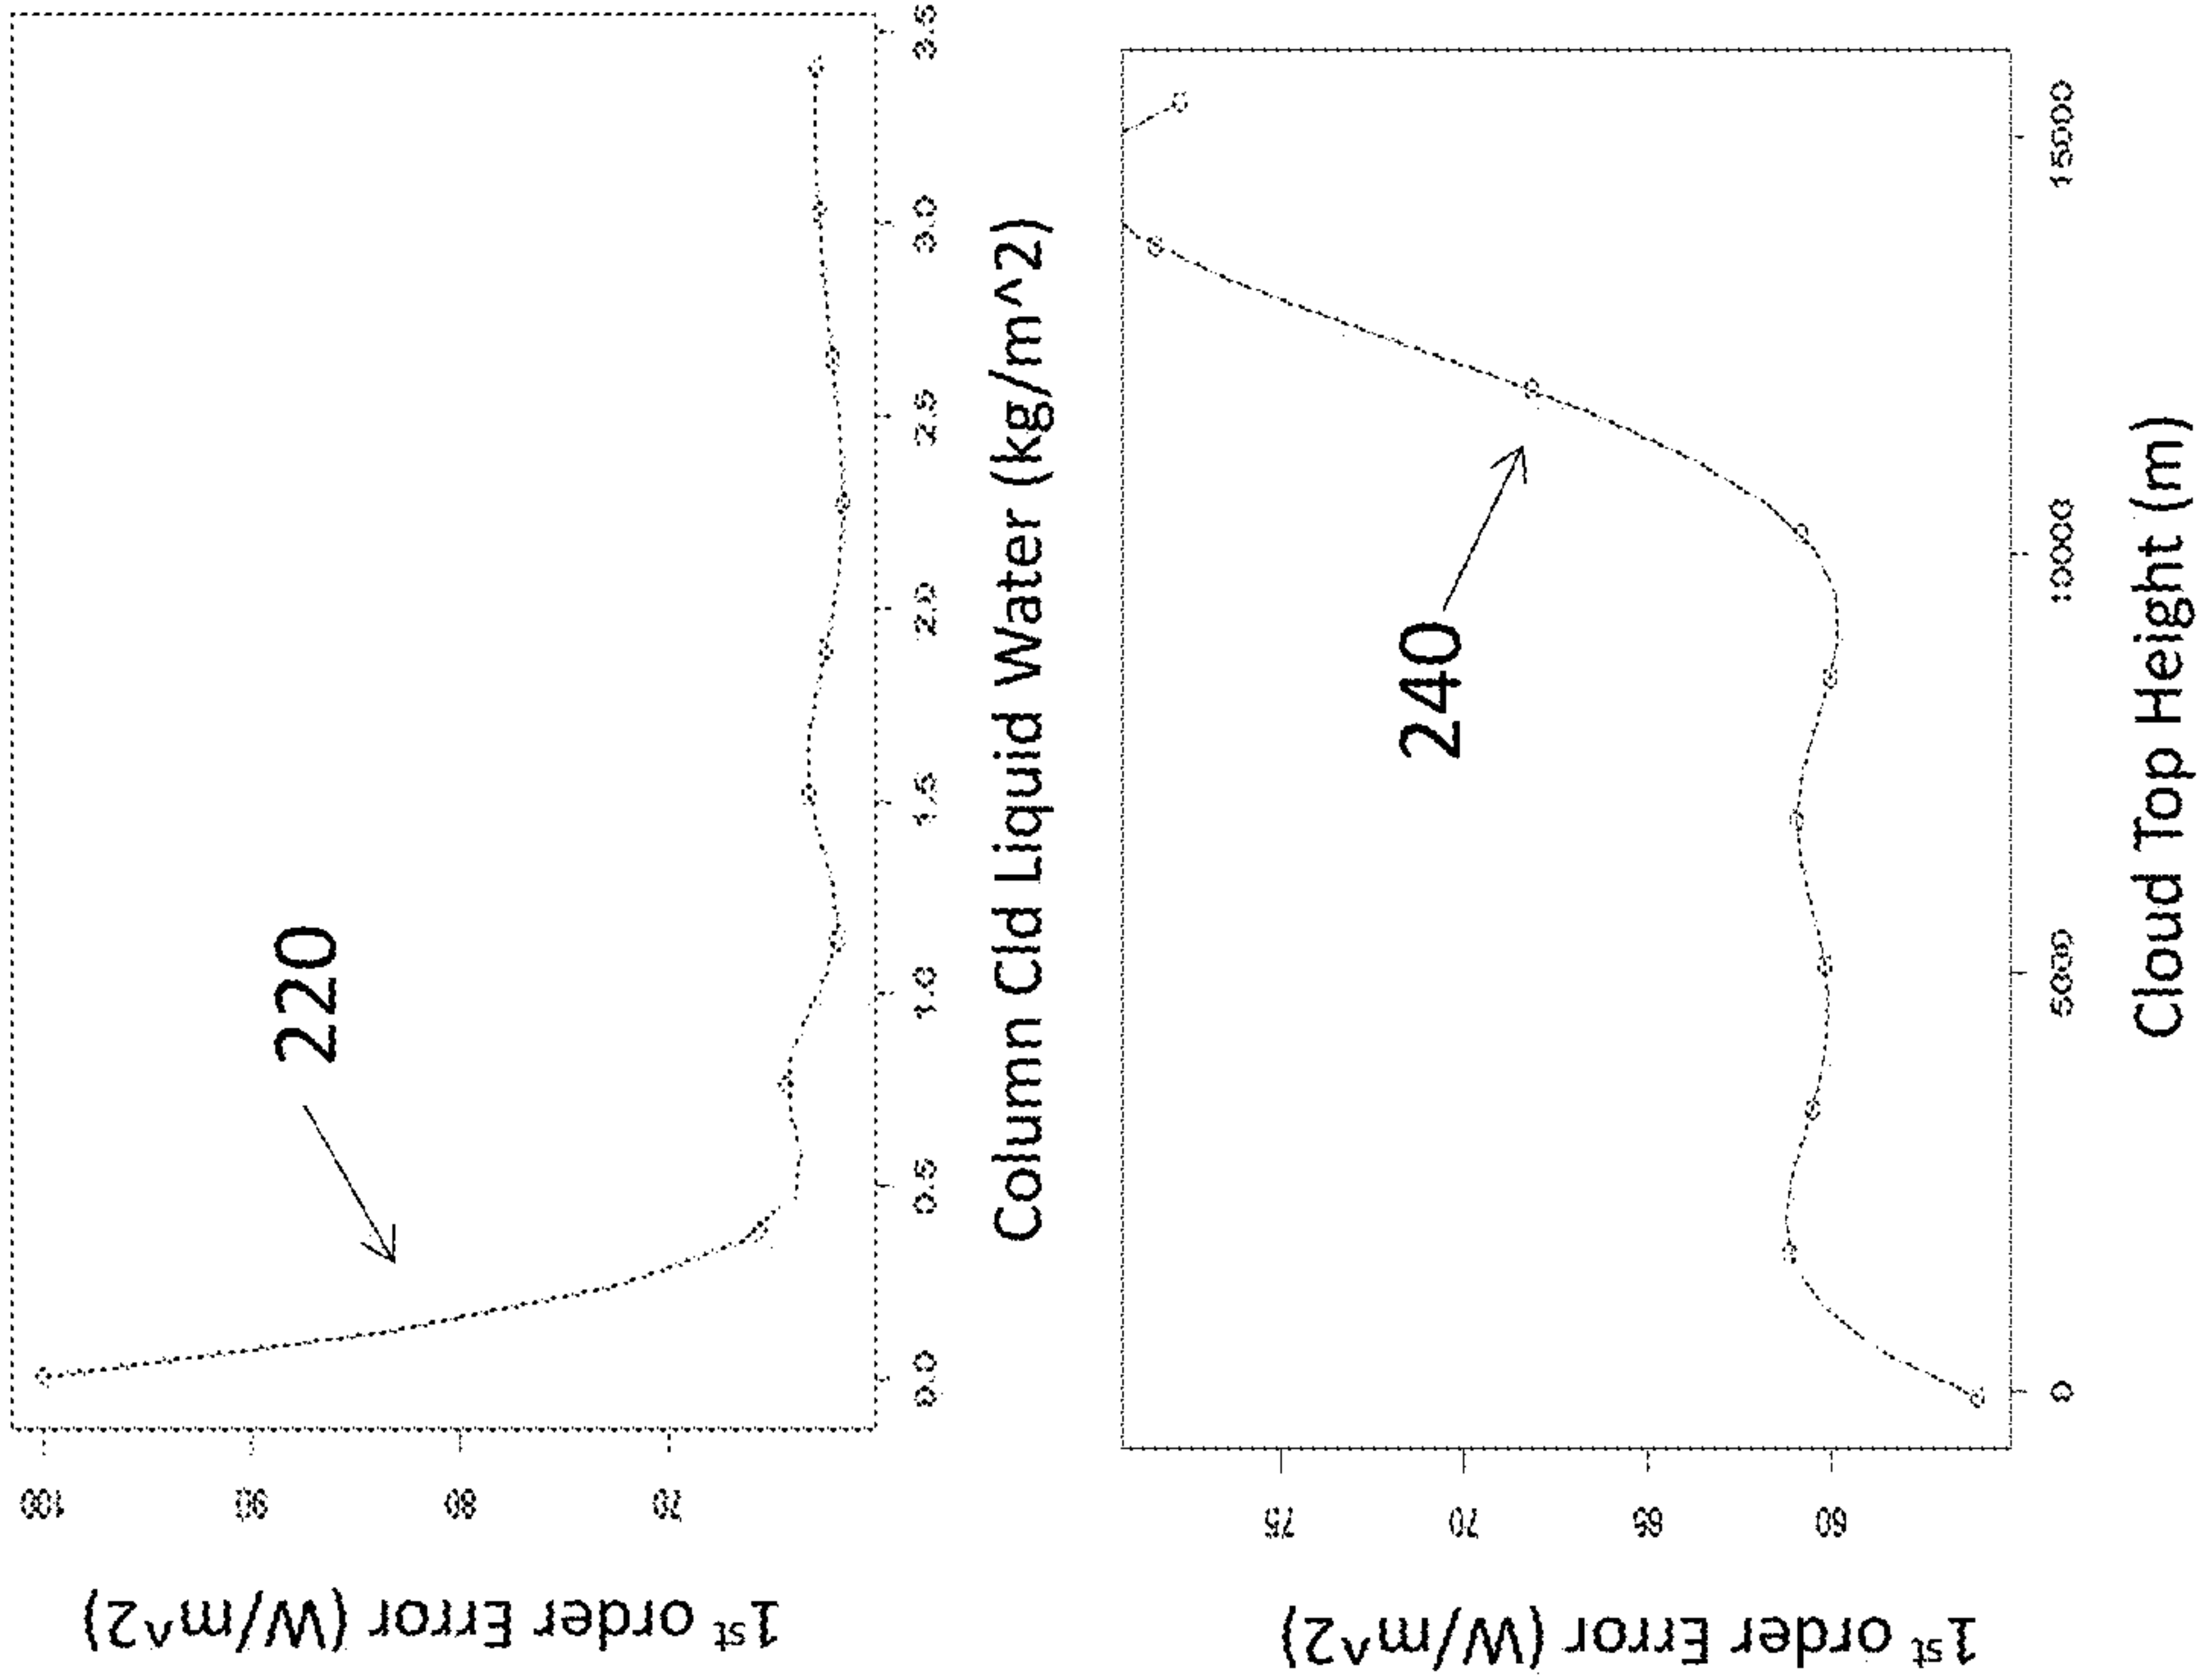 1st order Error (W/m^2)
100
90
80
70
220
0.0 0.5 1.0 1.5 2.0 2.5 3.0 3.5
Column Cld Liquid Water (kg/m^2)
1st order Error (W/m^2)
75
70
65
60
240
0 5000 10000 15000
Cloud Top Height (m)